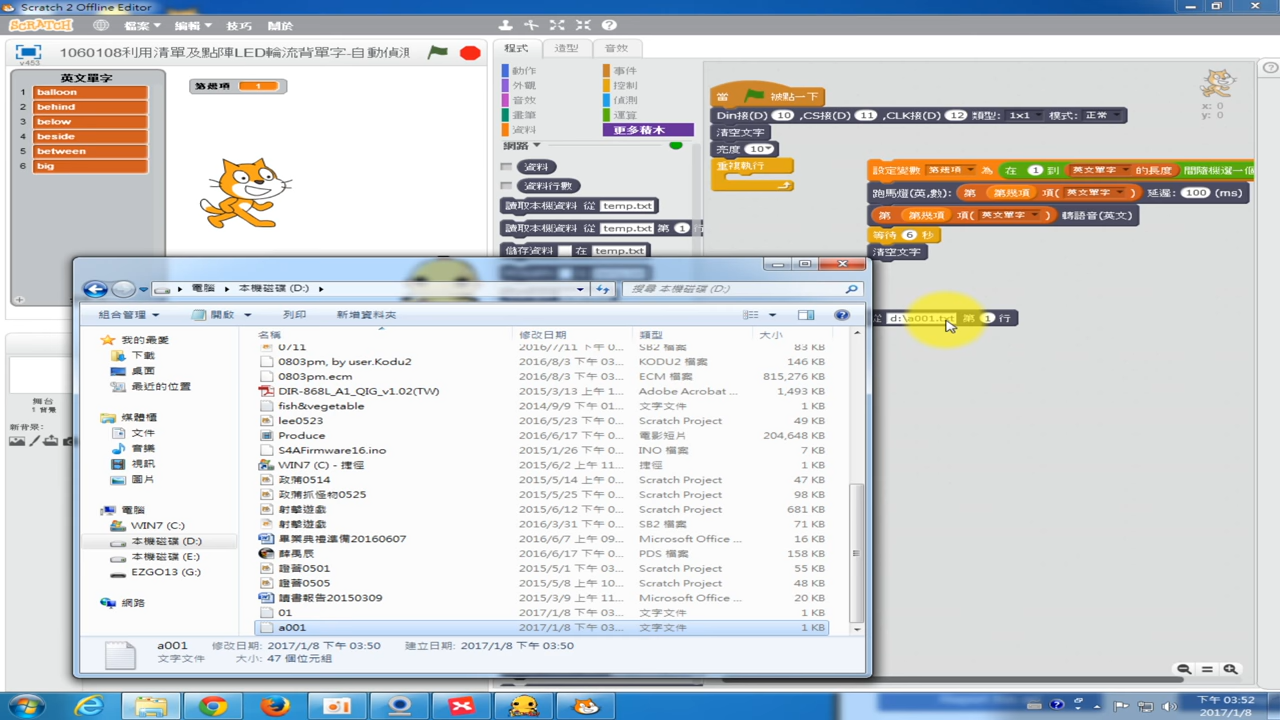 Scratch 2 Offline Editor
SCRATCH 檔案 編輯 技巧 關於
v453 1060108利用清單及點陣LED輪流背單字-自動偵測
英文單字
1 balloon
2 behind
3 below
4 beside
5 between
6 big
第幾項 1
程式 造型 音效
動作 事件
外觀 控制
音效 偵測
畫筆 運算
資料 更多積木
網路
資料
資料行數
讀取本機資料 從 temp.txt
讀取本機資料 從 temp.txt 第 1 行
儲存資料 在 temp.txt
當 被點一下
Din接(D) 10 ,CS接(D) 11 ,CLK接(D) 12 類型: 1x1 模式: 正常
清空文字
亮度 10
重複執行
設定變數 第幾項 為 在 1 到 英文單字 的長度 間隨機選一個
跑馬燈(英,數): 第 第幾項 項( 英文單字 ) 延遲: 100 (ms)
第 第幾項 項( 英文單字 ) 轉語音(英文)
等待 6 秒
清空文字
從 d:\a001.txt 第 1 行
x: 0
y: 0
舞台
1 背景
新背景:
電腦 本機磁碟 (D:)
搜尋 本機磁碟 (D:)
組合管理 開啟 列印 新增資料夾
我的最愛
下載
桌面
最近的位置
媒體櫃
文件
音樂
視訊
圖片
電腦
WIN7 (C:)
本機磁碟 (D:)
本機磁碟 (E:)
EZGO13 (G:)
網路
名稱 修改日期 類型 大小
0711 2016/7/11 下午 0... SB2 檔案 KB
0803pm, by user.Kodu2 2016/8/3 下午 03... KODU2 檔案 146 KB
0803pm.ecm 2016/8/3 下午 03... ECM 檔案 815,276 KB
DIR-868L_A1_QIG_v1.02(TW) 2015/3/13 上午 1... Adobe Acrobat ... 1,493 KB
fish&vegetable 2014/9/9 下午 01... 文字文件 1 KB
lee0523 2016/5/23 下午 0... Scratch Project 49 KB
Produce 2016/6/17 下午 0... 電影短片 204,648 KB
S4AFirmware16.ino 2015/1/26 下午 0... INO 檔案 7 KB
WIN7 (C) - 捷徑 2015/6/2 上午 11... 捷徑 1 KB
政蒲0514 2015/5/14 下午 0... Scratch Project 47 KB
政蒲抓怪物0525 2015/5/25 下午 0... Scratch Project 98 KB
射擊遊戲 2015/6/12 下午 0... Scratch Project 681 KB
射擊遊戲 2016/3/31 下午 0... SB2 檔案 71 KB
畢業典禮準備20160607 2016/6/7 上午 09... Microsoft Office ... 16 KB
2016/6/17 下午 0... PDS 檔案 158 KB
證蓉0501 2015/5/1 下午 03... Scratch Project 55 KB
證蓉0505 2015/5/8 上午 10... Scratch Project 48 KB
讀書報告20150309 2015/3/9 上午 11... Microsoft Office ... 20 KB
01 2017/1/8 下午 03... 文字文件 1 KB
a001 2017/1/8 下午 03... 文字文件 1 KB
a001 修改日期: 2017/1/8 下午 03:50 建立日期: 2017/1/8 下午 03:50
文字文件 大小: 47 個位元組
下午 03:52
2017/1/8